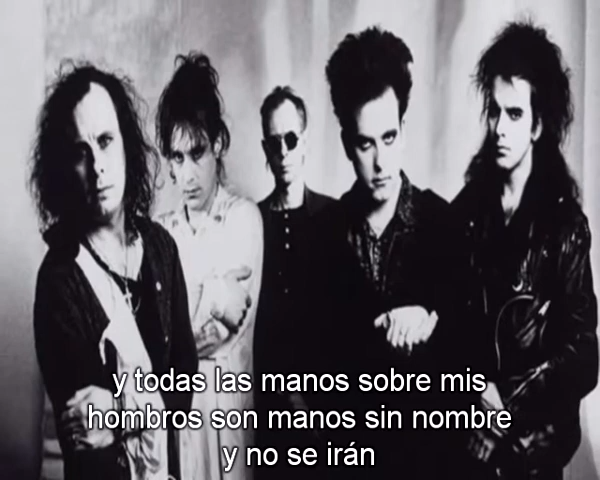 y todas las manos sobre mis
hombros son manos sin nombre
y no se irán